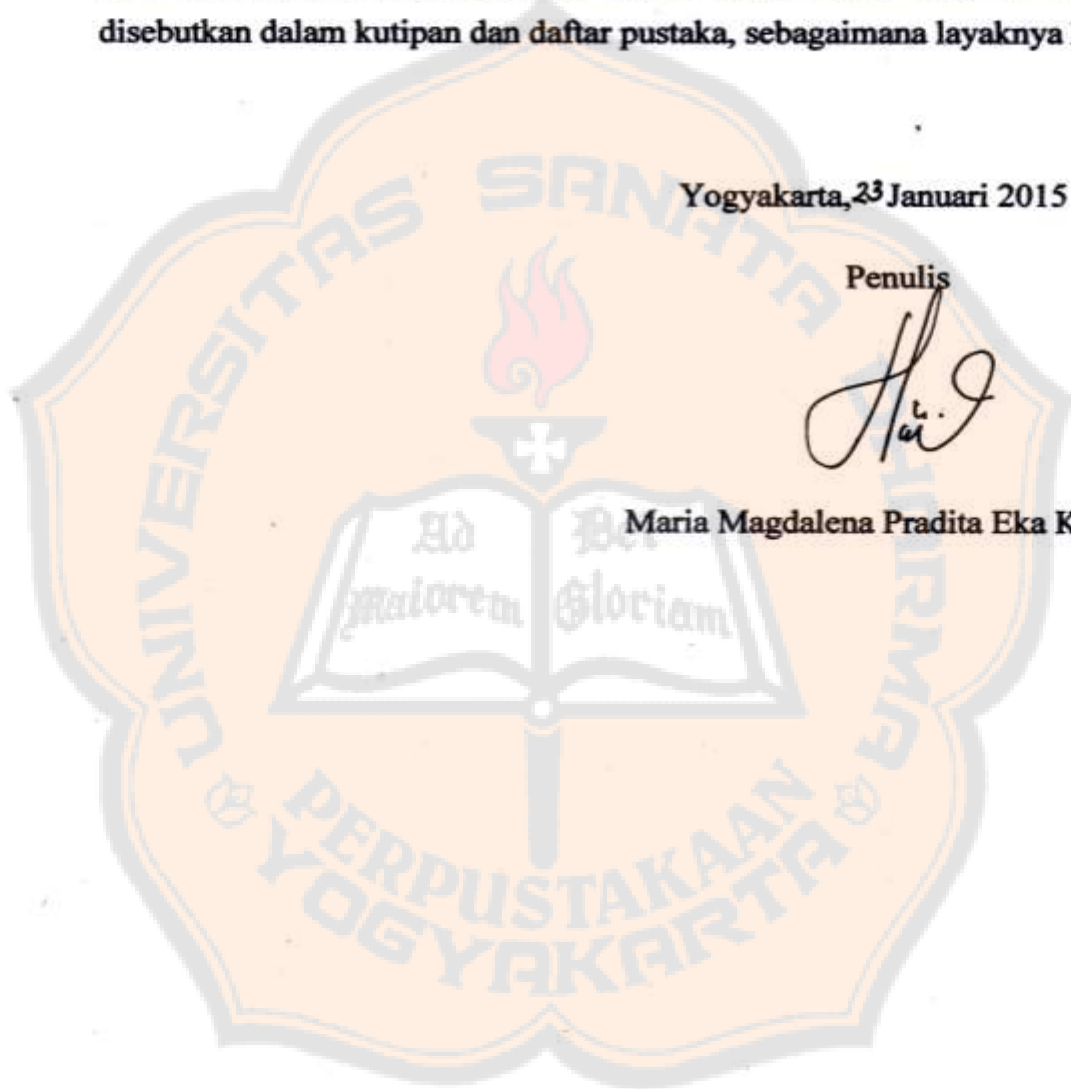 disebutkan dalam kutipan dan daftar pustaka, sebagaimana layaknya
Yogyakarta, 23 Januari 2015
Penulis
Maria Magdalena Pradita Eka K
UNIVERSITAS SANATA DHARMA
Ad Dei
Maiorem Gloriam
PERPUSTAKAAN
YOGYAKARTA